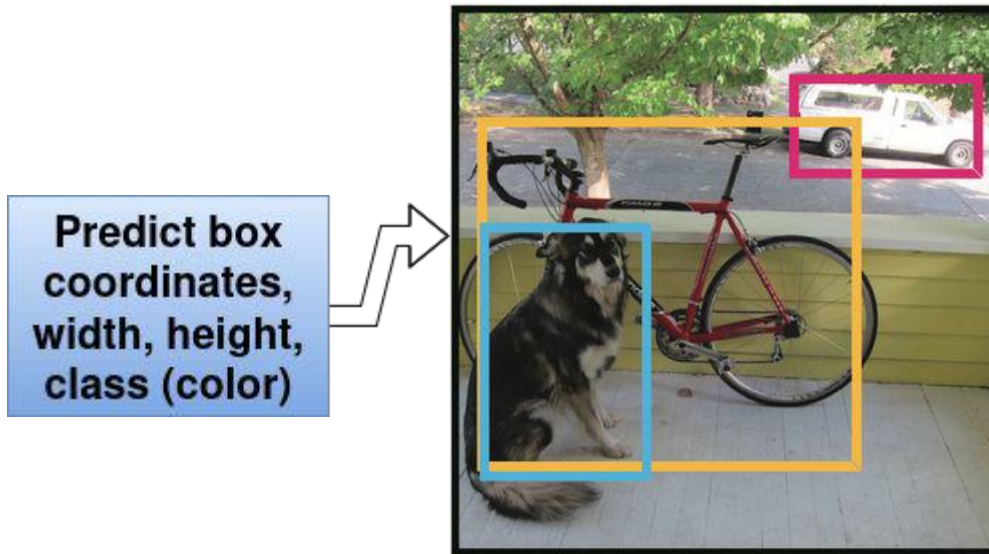 Predict box
coordinates,
width, height,
class (color)